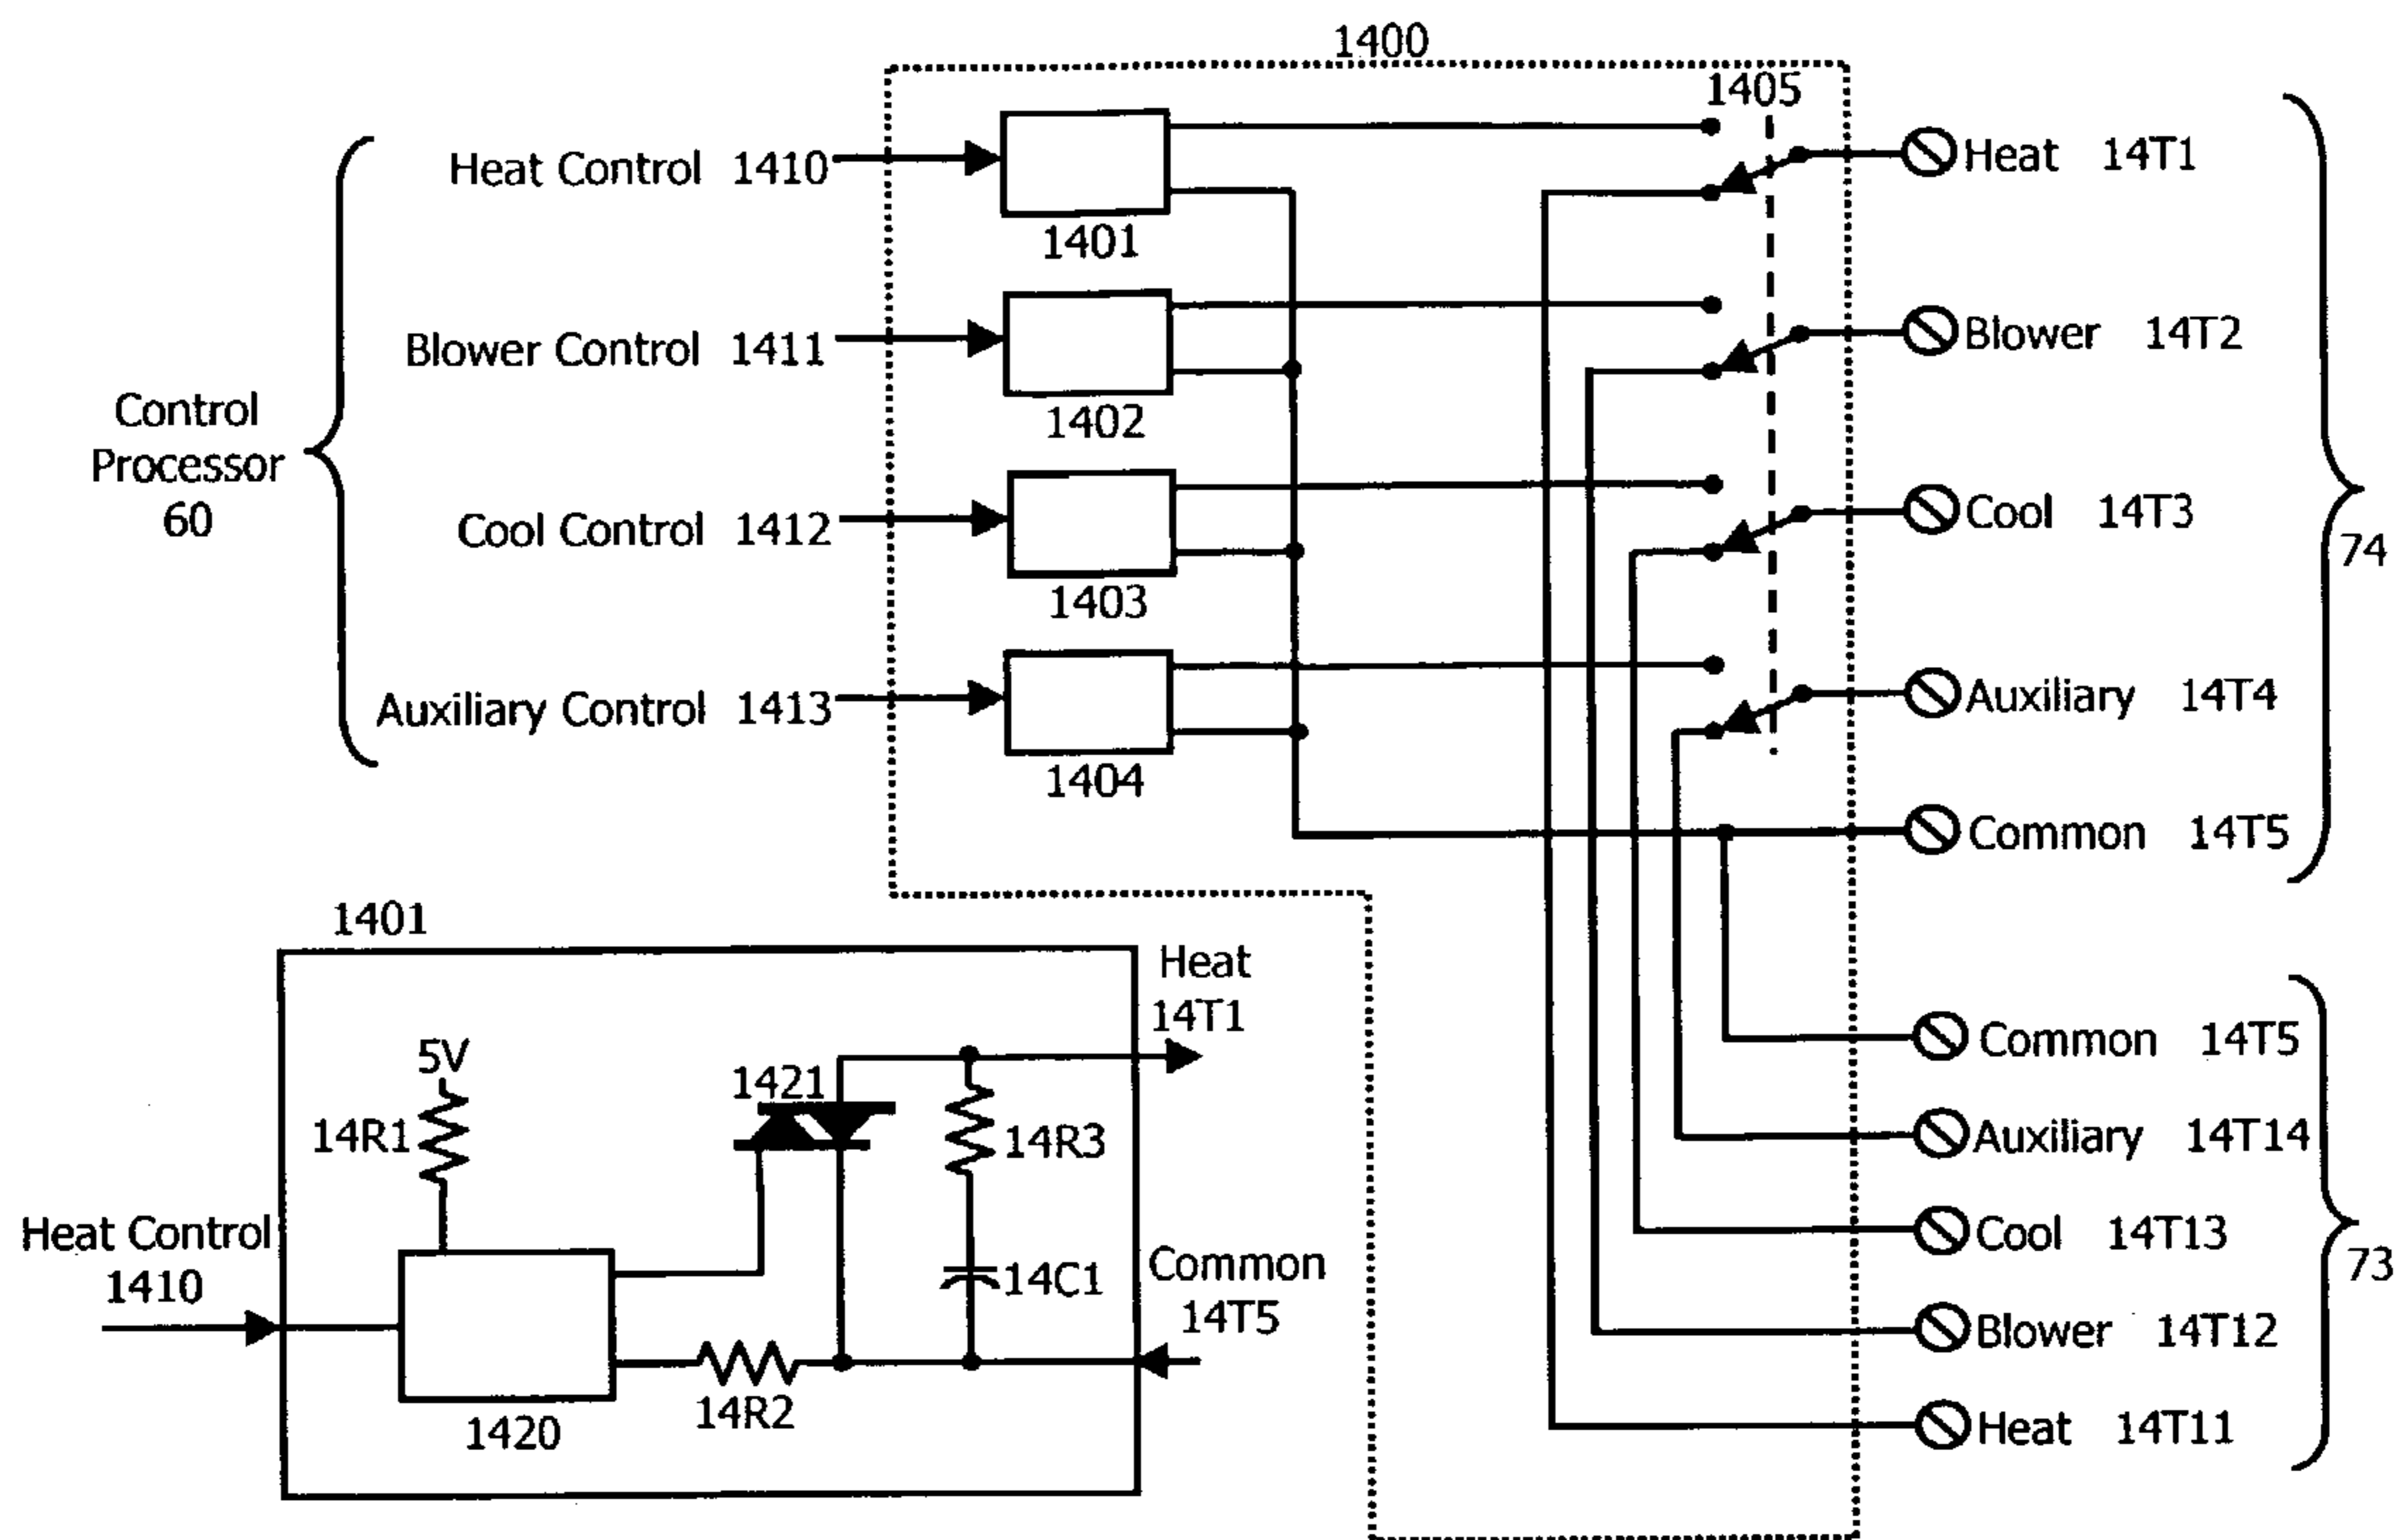 1400
1405
Heat Control 1410
1401
Heat 14T1
Blower Control 1411
1402
Blower 14T2
Control
Processor
60
Cool Control 1412
1403
Cool 14T3
74
Auxiliary Control 1413
1404
Auxiliary 14T4
Common 14T5
1401
Heat
14T1
5V
1421
14R1
14R3
Heat Control
1410
14C1
Common
14T5
14R2
1420
Common 14T5
Auxiliary 14T14
Cool 14T13
73
Blower 14T12
Heat 14T11